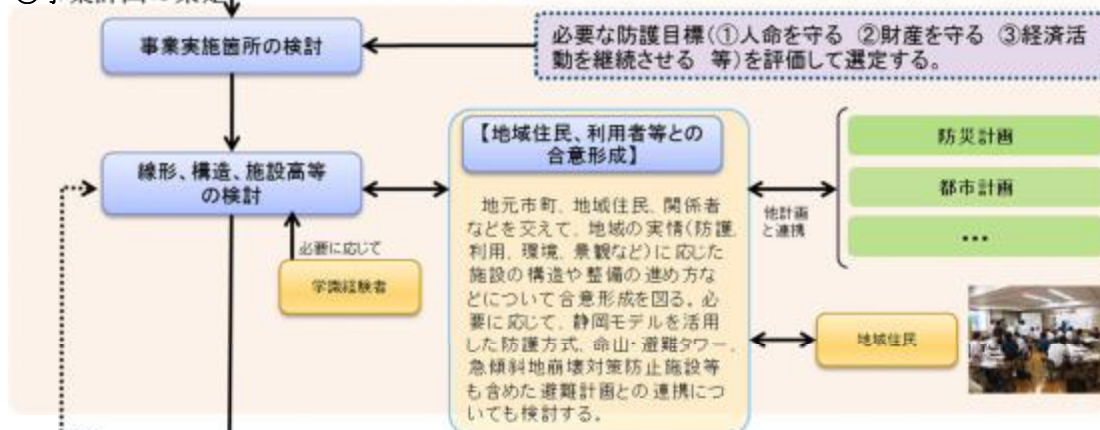 事業実施箇所の検討
必要な防護目標(①人命を守る ②財産を守る ③経済活
動を継続させる 等)を評価して選定する。
線形、構造、施設高等
の検討
必要に応じて
学識経験者
【地域住民、利用者等との
合意形成】
地元市町、地域住民、関係者
などを交えて、地域の実情(防護、
利用、環境、景観など)に応じた
施設の構造や整備の進め方な
どについて合意形成を図る。必
要に応じて、静岡モデルを活用
した防護方式、命山・避難タワー、
急傾斜地崩壊対策防止施設等
も含めた避難計画との連携につ
いても検討する。
他計画
と連携
防災計画
都市計画
•••
地域住民